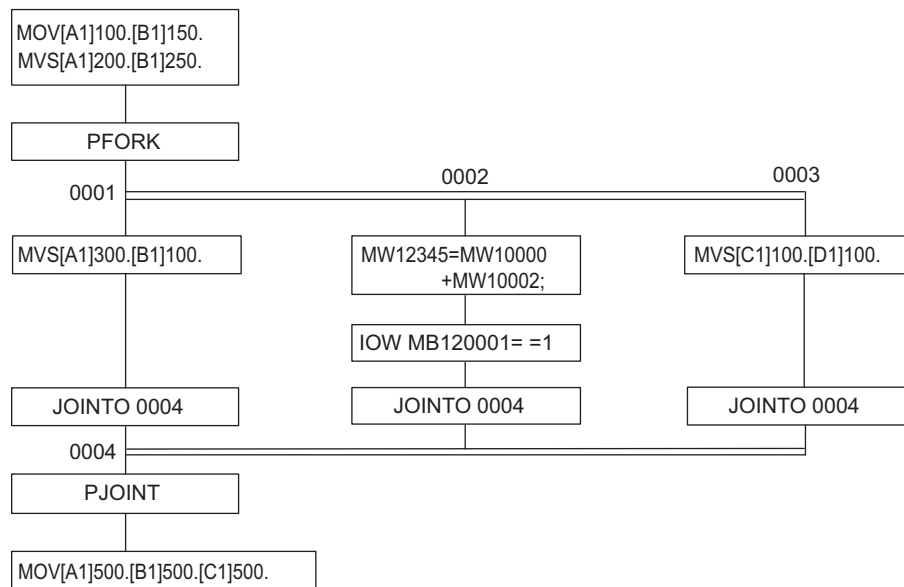 MOV[A1]100.[B1]150.
MVS[A1]200.[B1]250.
PFORK
0001
0002
0003
MVS[A1]300.[B1]100.
MW12345=MW10000
+MW10002;
MVS[C1]100.[D1]100.
IOW MB120001= =1
JOINTO 0004
JOINTO 0004
JOINTO 0004
0004
PJOINT
MOV[A1]500.[B1]500.[C1]500.